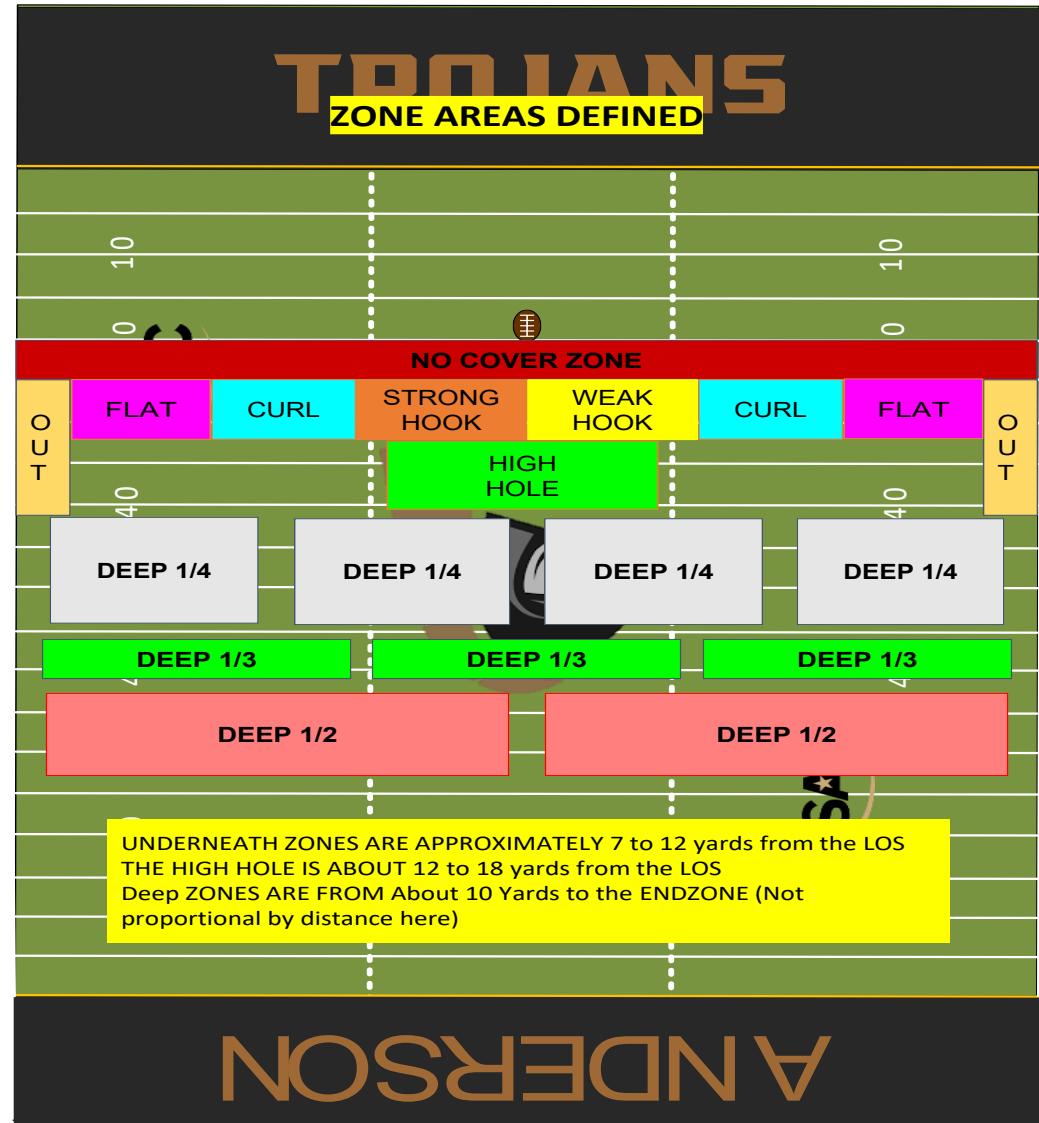 TROJANS
ZONE AREAS DEFINED
10 10
0 0
NO COVER ZONE
OUT FLAT CURL STRONG HOOK WEAK HOOK CURL FLAT OUT
HIGH HOLE
40 40
DEEP 1/4 DEEP 1/4 DEEP 1/4 DEEP 1/4
DEEP 1/3 DEEP 1/3 DEEP 1/3
DEEP 1/2 DEEP 1/2
SA
UNDERNEATH ZONES ARE APPROXIMATELY 7 to 12 yards from the LOS
THE HIGH HOLE IS ABOUT 12 to 18 yards from the LOS
Deep ZONES ARE FROM About 10 Yards to the ENDZONE (Not
proportional by distance here)
ANDERSON